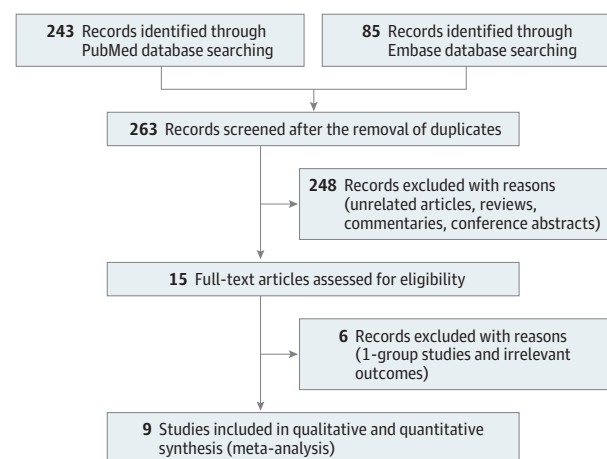 243 Records identified through
PubMed database searching
85 Records identified through
Embase database searching
263 Records screened after the removal of duplicates
248 Records excluded with reasons
(unrelated articles, reviews,
commentaries, conference abstracts)
15 Full-text articles assessed for eligibility
6 Records excluded with reasons
(1-group studies and irrelevant
outcomes)
9 Studies included in qualitative and quantitative
synthesis (meta-analysis)